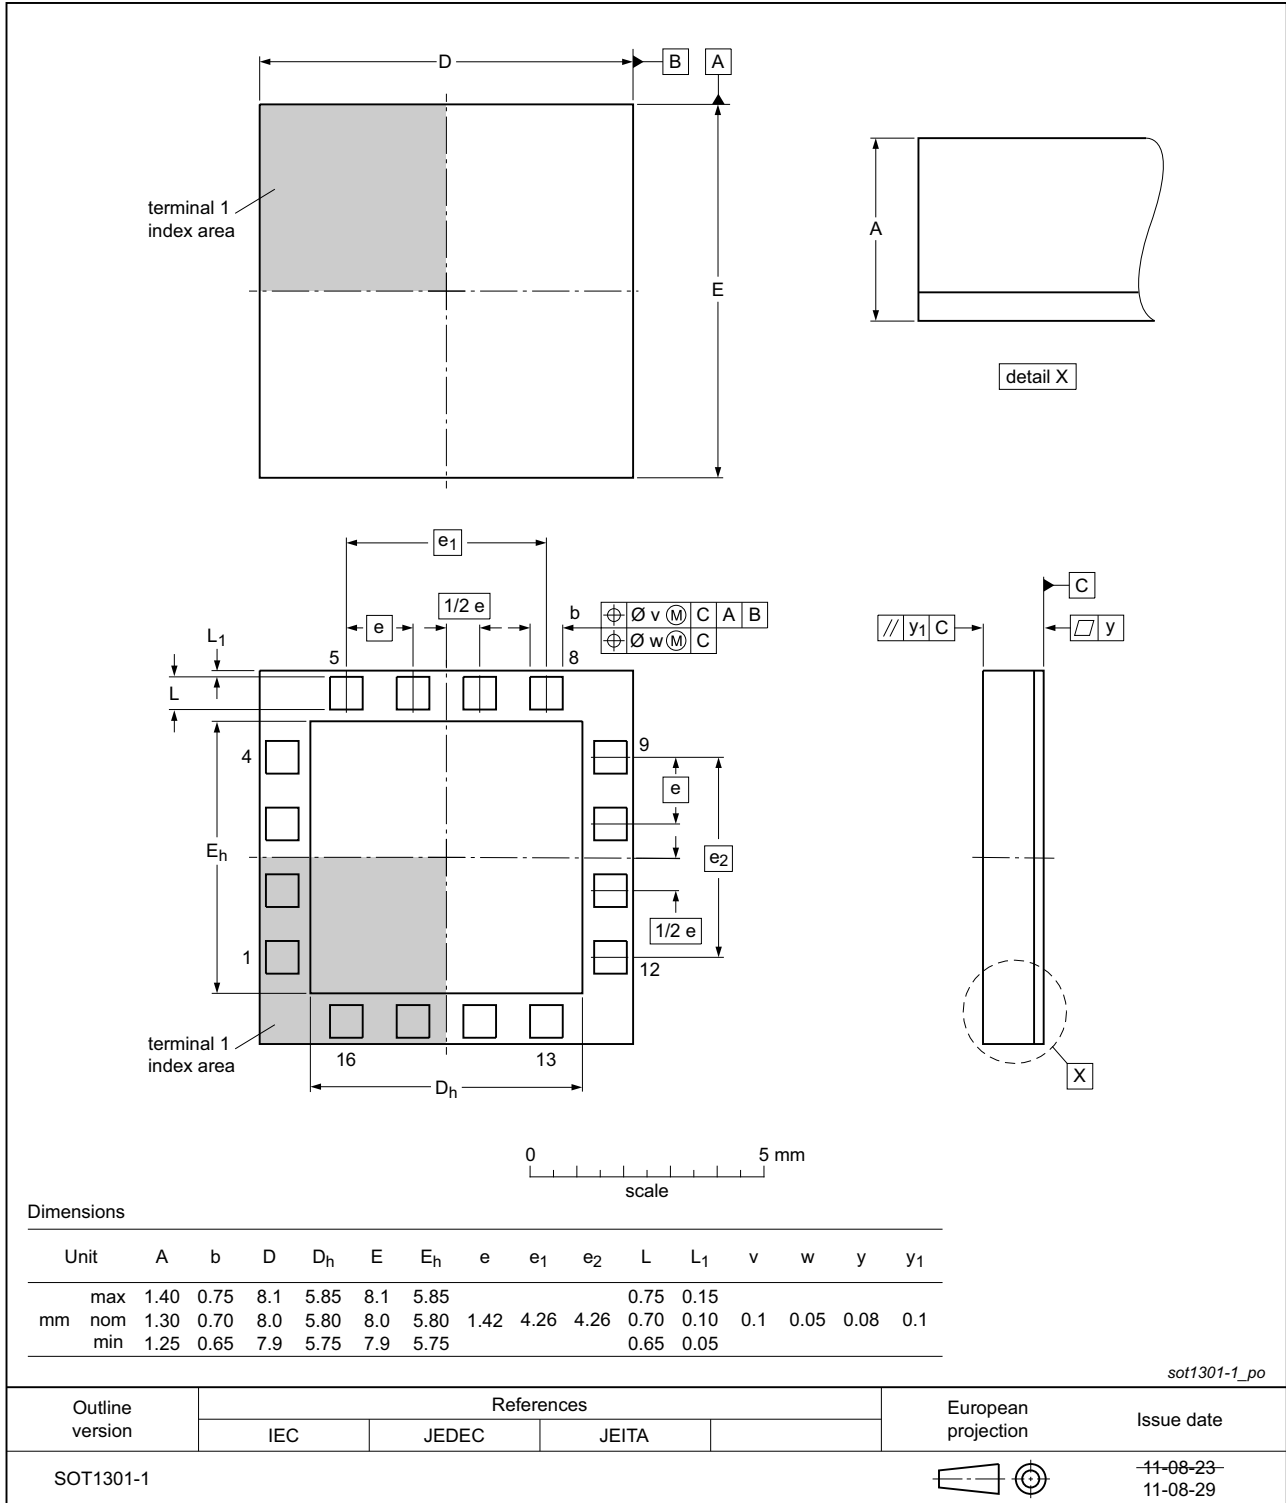 D
B
A
terminal 1
index area
E
A
detail X
e1
1/2 e
e
b
⌖ Ø v Ⓜ C A B
⌖ Ø w Ⓜ C
C
// y1 C
▱ y
L1
L
5
8
4
9
e
Eh
e2
1/2 e
1
12
terminal 1
index area
16
13
Dh
X
0 5 mm
scale
Dimensions
Unit A b D Dh E Eh e e1 e2 L L1 v w y y1
max 1.40 0.75 8.1 5.85 8.1 5.85 0.75 0.15
mm nom 1.30 0.70 8.0 5.80 8.0 5.80 1.42 4.26 4.26 0.70 0.10 0.1 0.05 0.08 0.1
min 1.25 0.65 7.9 5.75 7.9 5.75 0.65 0.05
sot1301-1_po
Outline
version
References
IEC JEDEC JEITA
European
projection
Issue date
SOT1301-1
11-08-23
11-08-29